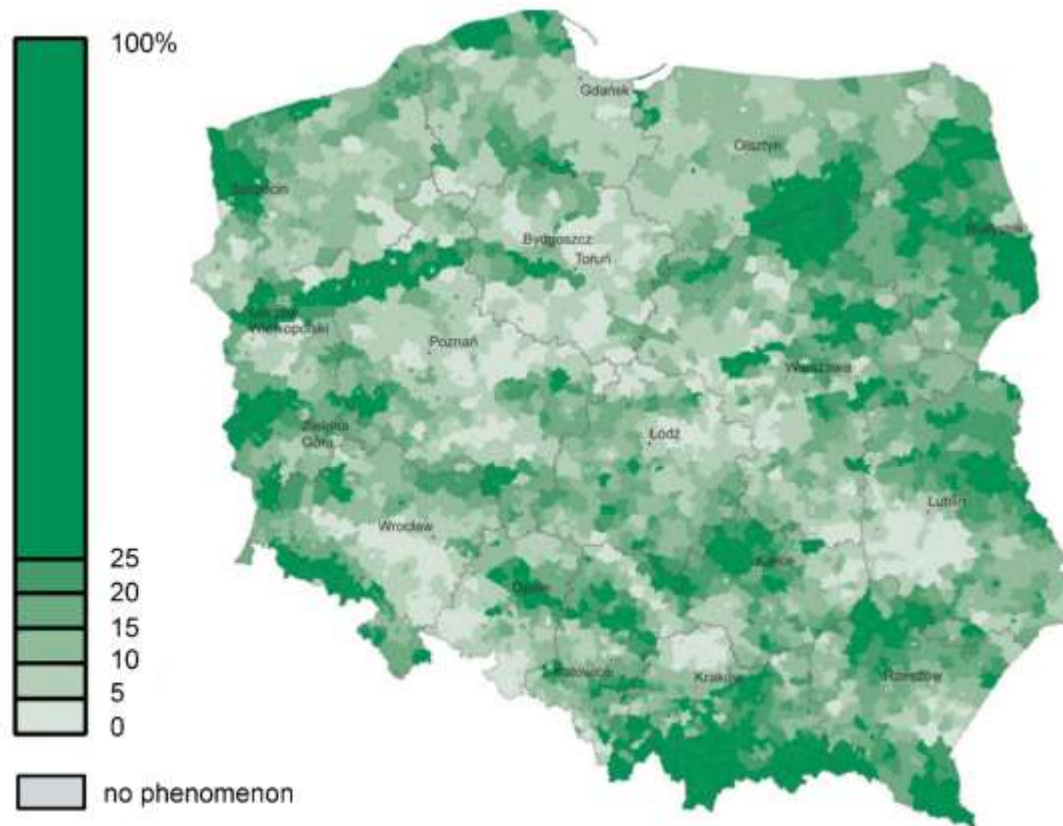 100%
25
20
15
10
5
0
no phenomenon
Gdańsk
Olsztyn
Szczecin
Bydgoszcz
Toruń
Wielkopolski
Poznań
Warszawa
Zielona
Góra
Łódź
Wrocław
Lublin
Opole
Kielce
Katowice
Kraków
Rzeszów